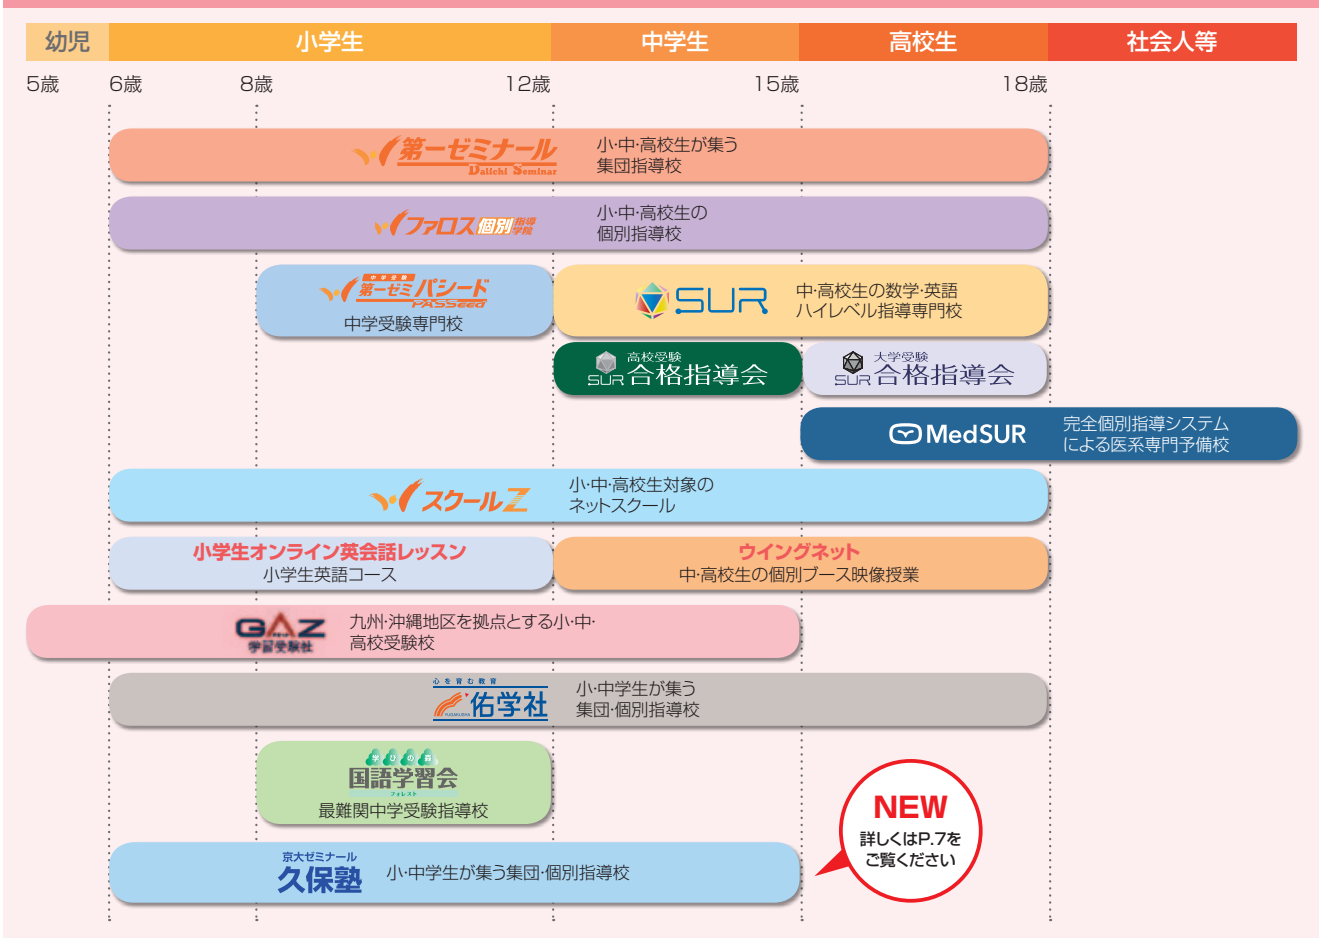 幼児
小学生
中学生
高校生
社会人等
5歳
6歳
8歳
12歳
15歳
18歳
第一ゼミナール
Daiichi Seminar
小・中・高校生が集う
集団指導校
ファロス個別指導学院
小・中・高校生の
個別指導校
中学受験
第一ゼミパシード
PASSeed
中学受験専門校
SUR
中・高校生の数学・英語
ハイレベル指導専門校
高校受験
SUR 合格指導会
大学受験
SUR 合格指導会
MedSUR
完全個別指導システム
による医系専門予備校
スクールZ
小・中・高校生対象の
ネットスクール
小学生オンライン英会話レッスン
小学生英語コース
ウイングネット
中・高校生の個別ブース映像授業
GAZ
学習受験社
九州・沖縄地区を拠点とする小・中・
高校受験校
心を育む教育
佑学社
小・中学生が集う
集団・個別指導校
学びの森
国語学習会
フォレスト
最難関中学受験指導校
京大ゼミナール
久保塾
小・中学生が集う集団・個別指導校
NEW
詳しくはP.7を
ご覧ください